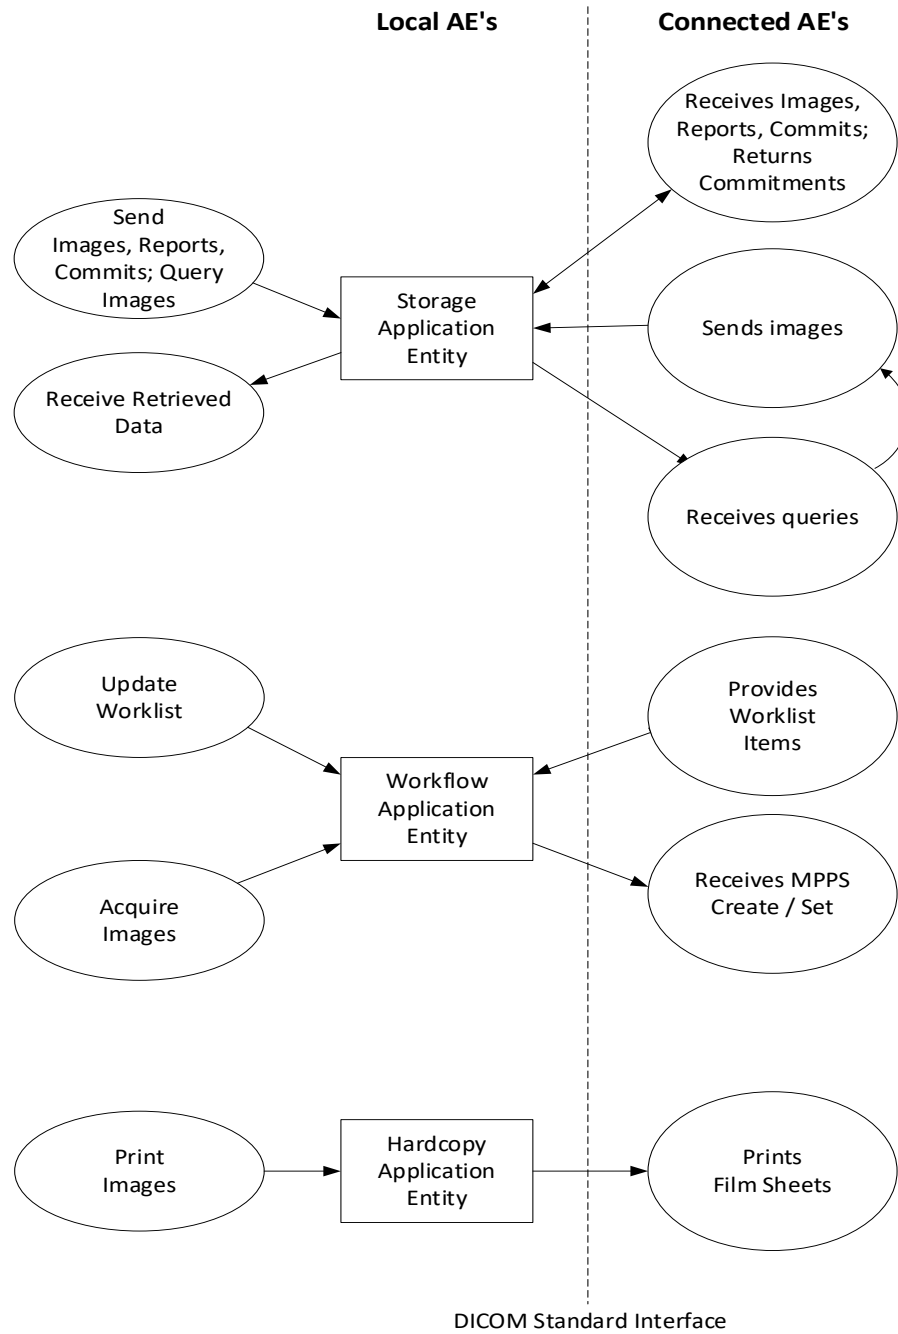 Local AE's
Connected AE's
Receives Images,
Reports, Commits;
Returns
Commitments
Send
Images, Reports,
Commits; Query
Images
Storage
Application
Entity
Sends images
Receive Retrieved
Data
Receives queries
Update
Worklist
Provides
Worklist
Items
Workflow
Application
Entity
Acquire
Images
Receives MPPS
Create / Set
Print
Images
Hardcopy
Application
Entity
Prints
Film Sheets
DICOM Standard Interface